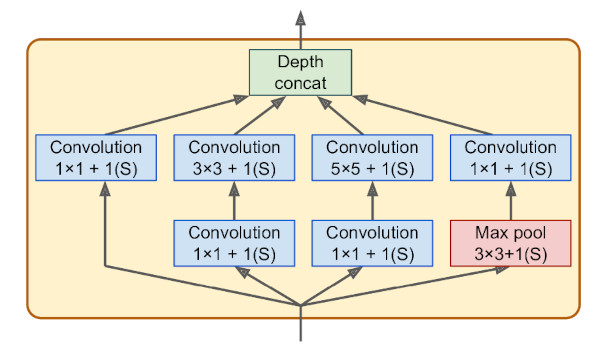 Depth
concat
Convolution
1×1 + 1(S)
Convolution
3×3 + 1(S)
Convolution
5×5 + 1(S)
Convolution
1×1 + 1(S)
Convolution
1×1 + 1(S)
Convolution
1×1 + 1(S)
Max pool
3×3+1(S)